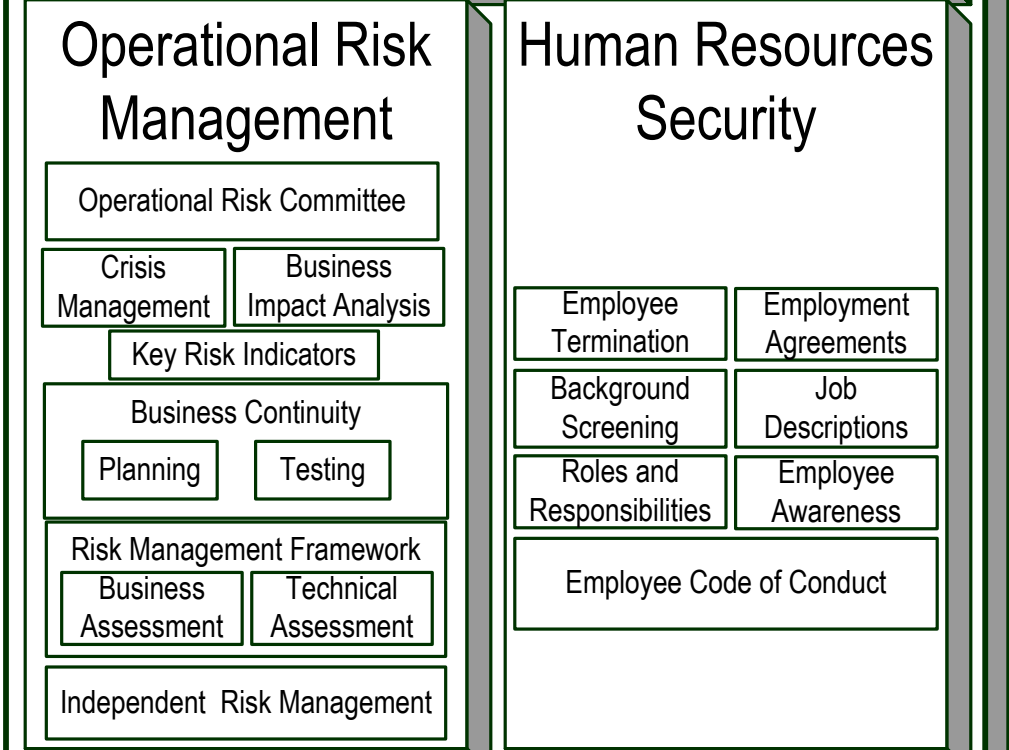 Operational Risk
Management
Operational Risk Committee
Crisis
Management
Business
Impact Analysis
Key Risk Indicators
Business Continuity
Planning
Testing
Risk Management Framework
Business
Assessment
Technical
Assessment
Independent Risk Management
Human Resources
Security
Employee
Termination
Employment
Agreements
Background
Screening
Job
Descriptions
Roles and
Responsibilities
Employee
Awareness
Employee Code of Conduct